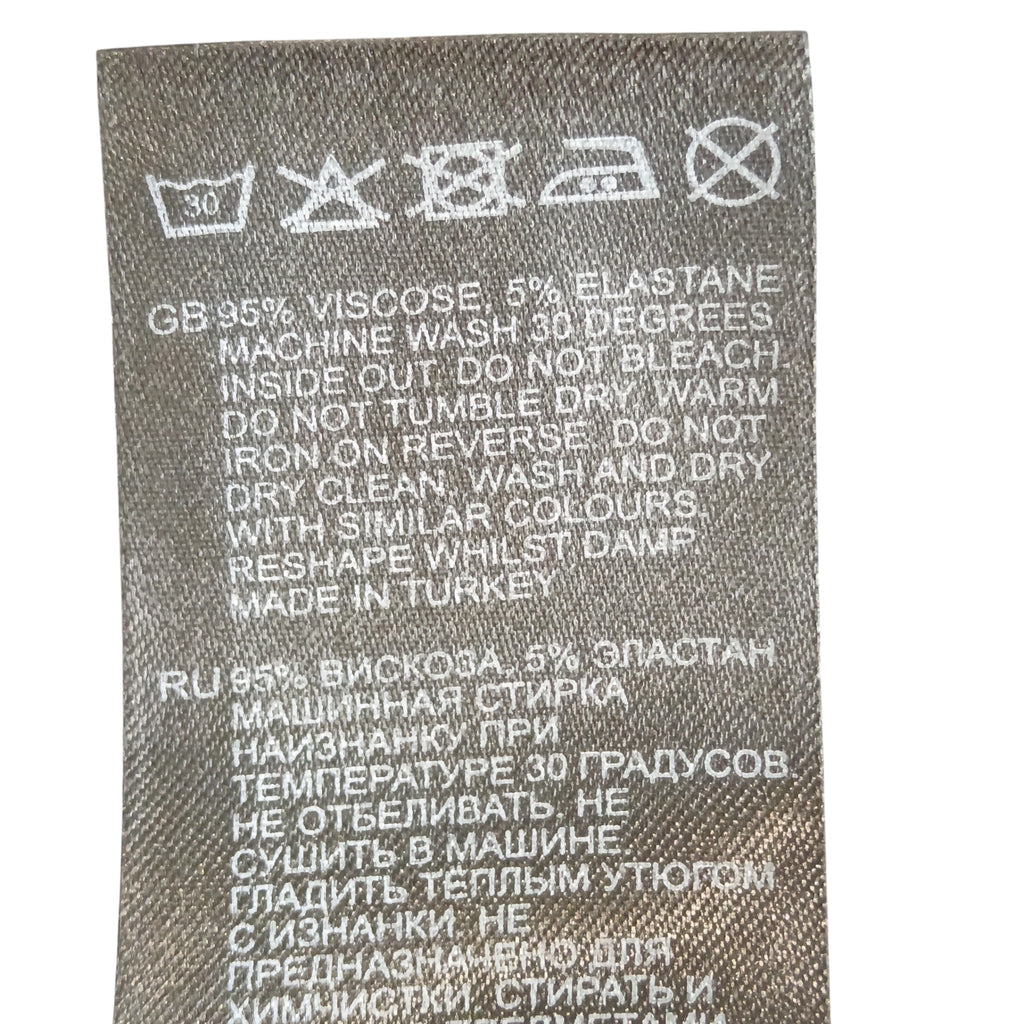 30
GB 95% VISCOSE, 5% ELASTANE
MACHINE WASH 30 DEGREES
INSIDE OUT. DO NOT BLEACH.
DO NOT TUMBLE DRY. WARM
IRON ON REVERSE. DO NOT
DRY CLEAN. WASH AND DRY
WITH SIMILAR COLOURS.
RESHAPE WHILST DAMP.
MADE IN TURKEY
RU 95% ВИСКОЗА, 5% ЭЛАСТАН
МАШИННАЯ СТИРКА
НАИЗНАНКУ ПРИ
ТЕМПЕРАТУРЕ 30 ГРАДУСОВ.
НЕ ОТБЕЛИВАТЬ. НЕ
СУШИТЬ В МАШИНЕ.
ГЛАДИТЬ ТЁПЛЫМ УТЮГОМ
С ИЗНАНКИ. НЕ
ПРЕДНАЗНАЧЕНО ДЛЯ
ХИМЧИСТКИ. СТИРАТЬ И